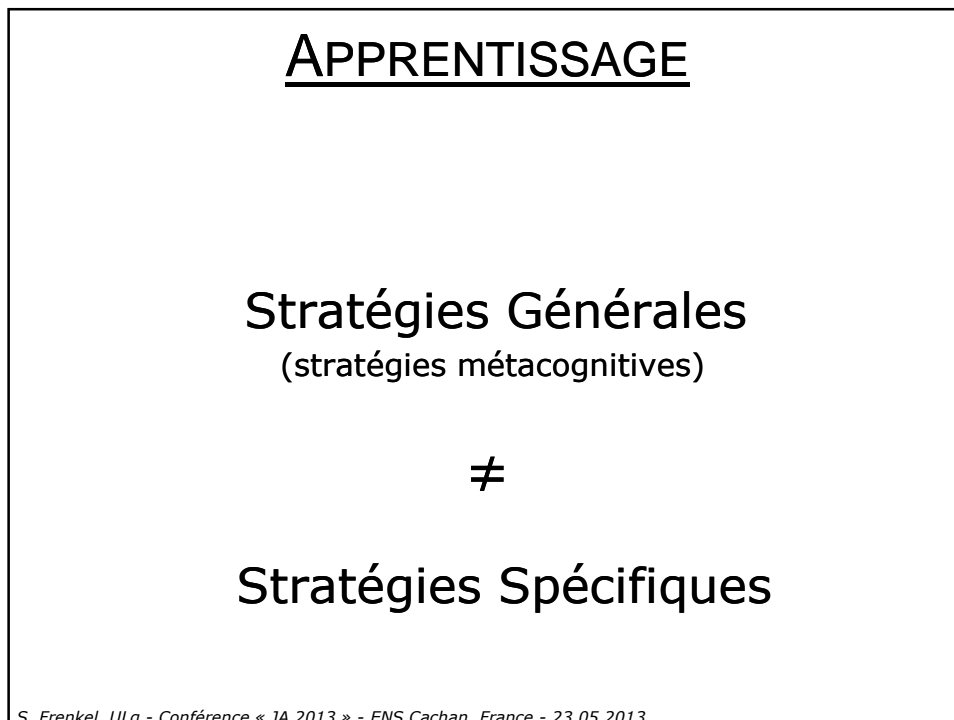 APPRENTISSAGE
Stratégies Générales
(stratégies métacognitives)
≠
Stratégies Spécifiques
S. Frenkel, ULg - Conférence « JA 2013 » - ENS Cachan, France - 23.05.2013